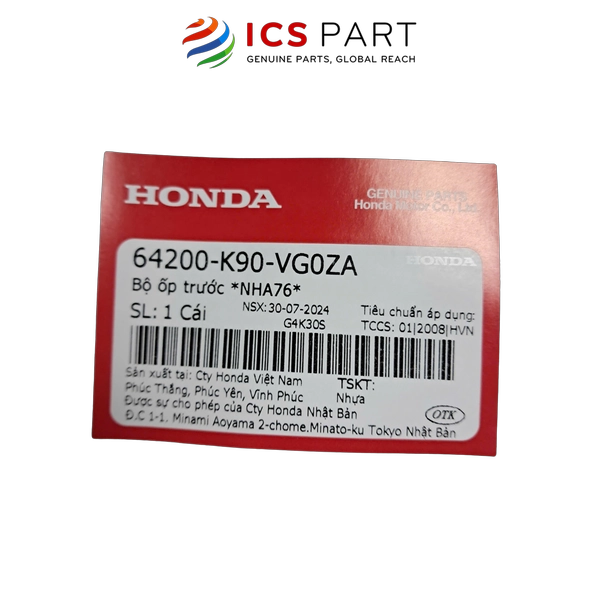 ICS PART
GENUINE PARTS, GLOBAL REACH
HONDA
GENUINE PARTS
Honda Motor Co., Ltd.
64200-K90-VG0ZA
HONDA
Bộ ốp trước *NHA76*
SL: 1 Cái
NSX: 30-07-2024
G4K30S
Tiêu chuẩn áp dụng:
TCCS: 01|2008|HVN
Sản xuất tại: Cty Honda Việt Nam
Phúc Thắng, Phúc Yên, Vĩnh Phúc
Được sự cho phép của Cty Honda Nhật Bản
Đ.C 1-1. Minami Aoyama 2-chome.Minato-ku Tokyo Nhật Bản
TSKT:
Nhựa
OTK